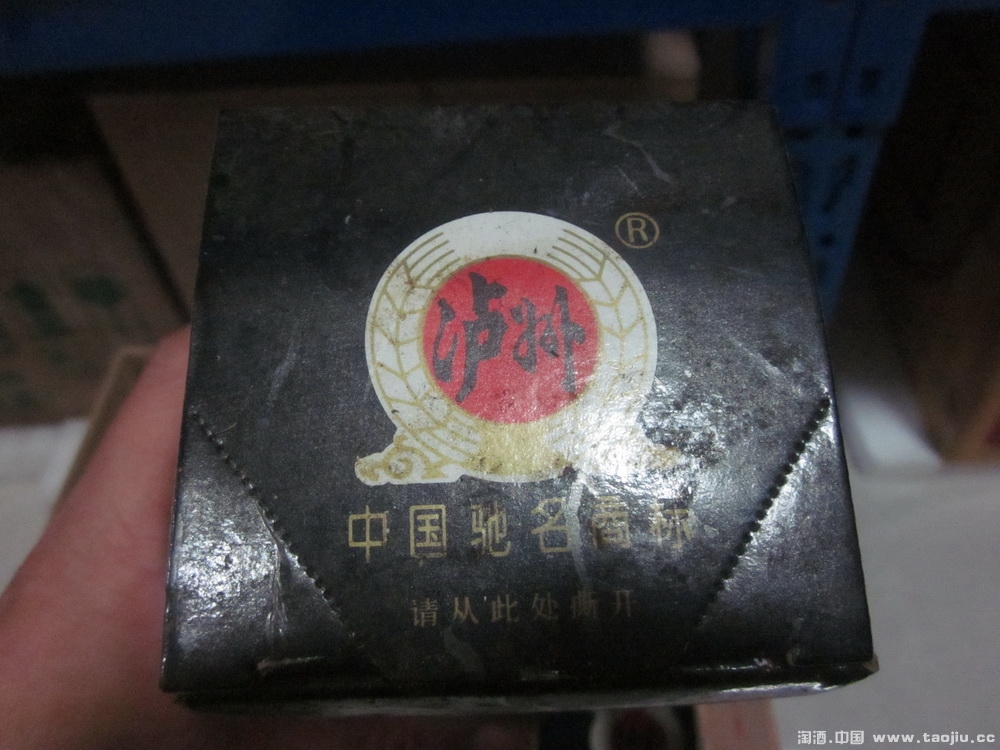 ®
泸州
中国驰名商标
请从此处撕开
淘酒.中国 www.taojiu.cc